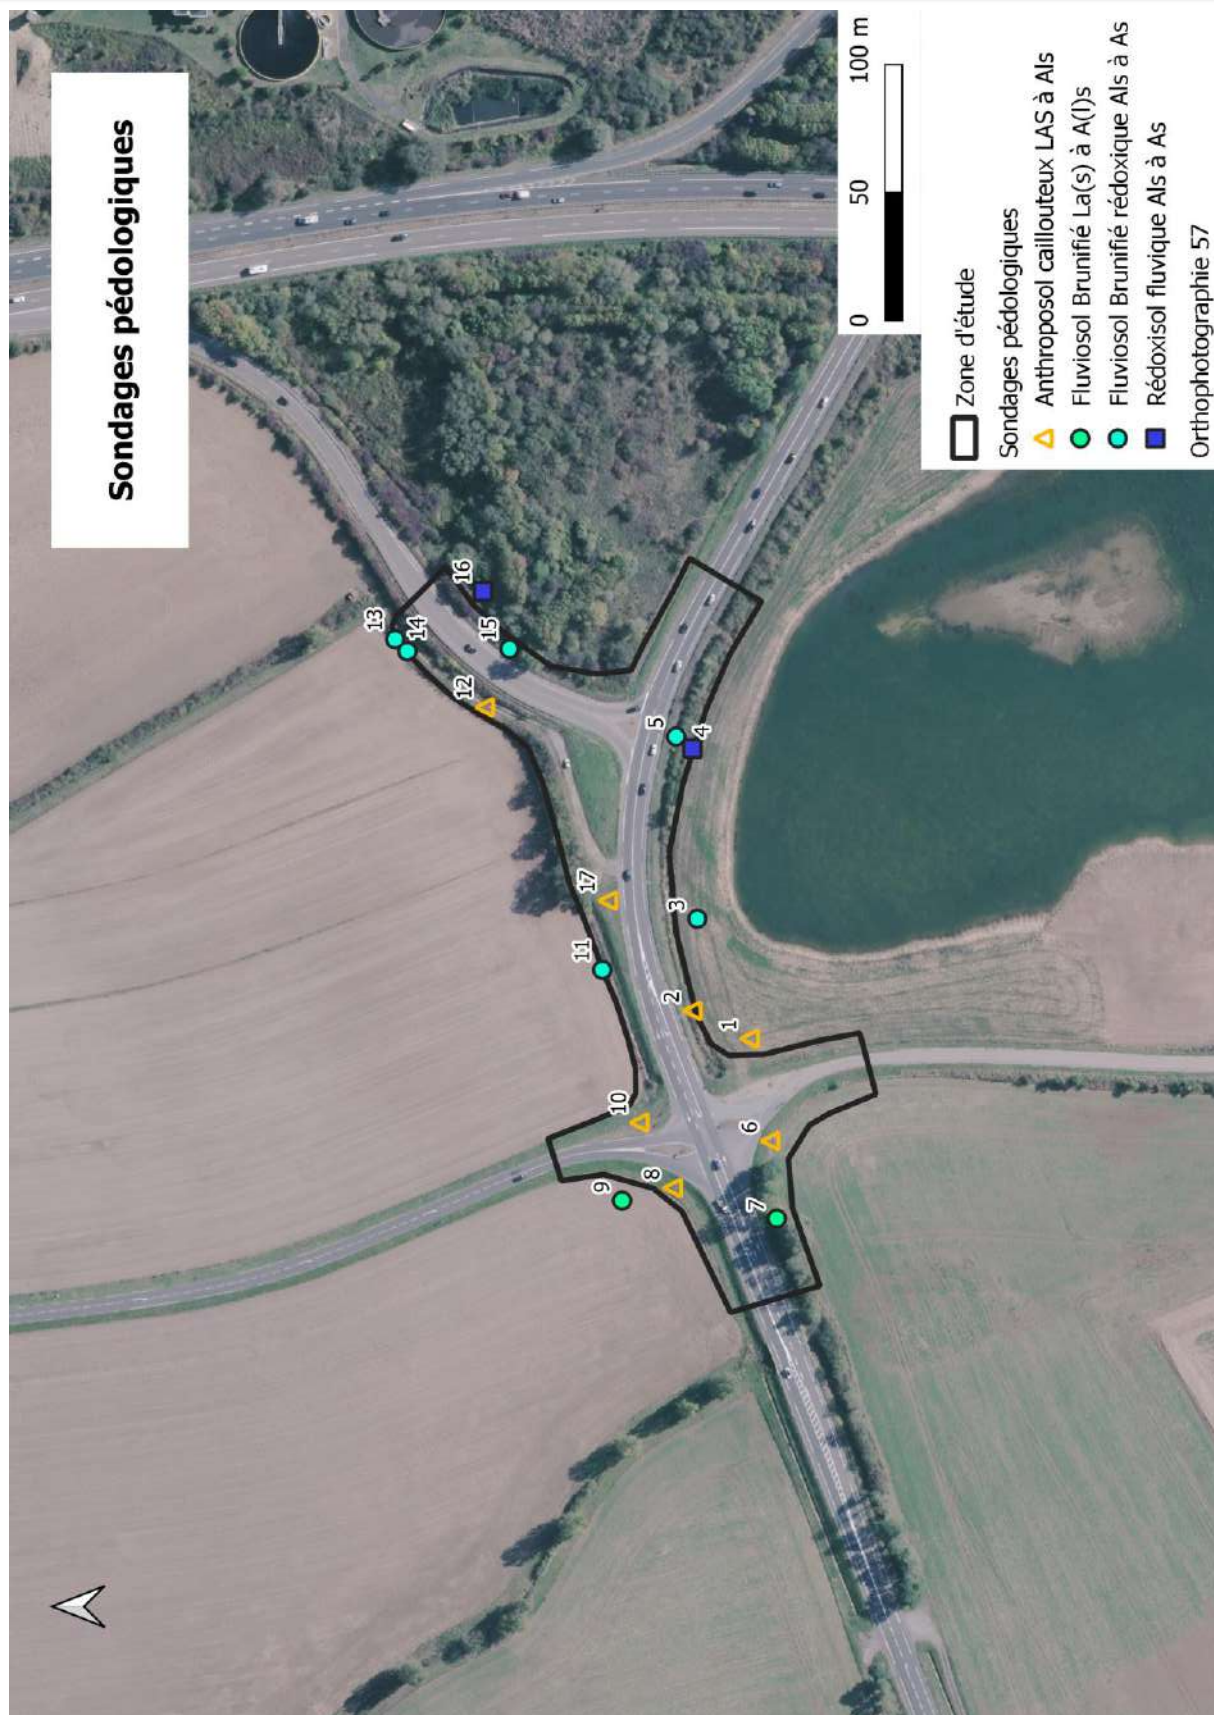 Sondages pédologiques
13
14
16
15
12
5
4
17
3
11
2
1
10
6
8
9
7
0
50
100 m
Zone d'étude
Sondages pédologiques
Anthroposol caillouteux LAS à Als
Fluviosol Brunifié La(s) à A(l)s
Fluviosol Brunifié rédoxique Als à As
Rédoxisol fluvique Als à As
Orthophotographie 57